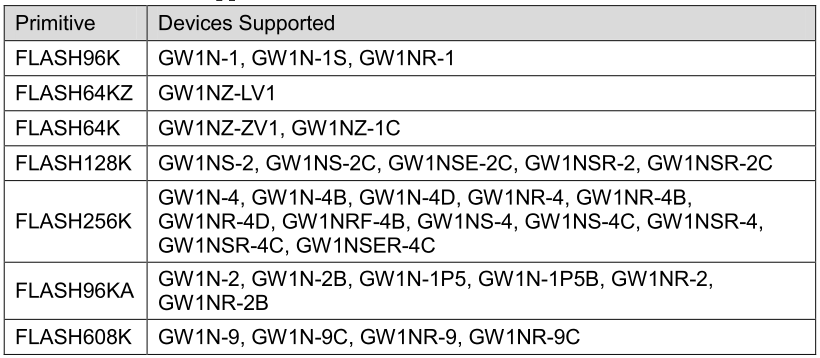 Primitive Devices Supported
FLASH96K GW1N-1, GW1N-1S, GW1NR-1
FLASH64KZ GW1NZ-LV1
FLASH64K GW1NZ-ZV1, GW1NZ-1C
FLASH128K GW1NS-2, GW1NS-2C, GW1NSE-2C, GW1NSR-2, GW1NSR-2C
FLASH256K GW1N-4, GW1N-4B, GW1N-4D, GW1NR-4, GW1NR-4B,
GW1NR-4D, GW1NRF-4B, GW1NS-4, GW1NS-4C, GW1NSR-4,
GW1NSR-4C, GW1NSER-4C
FLASH96KA GW1N-2, GW1N-2B, GW1N-1P5, GW1N-1P5B, GW1NR-2,
GW1NR-2B
FLASH608K GW1N-9, GW1N-9C, GW1NR-9, GW1NR-9C